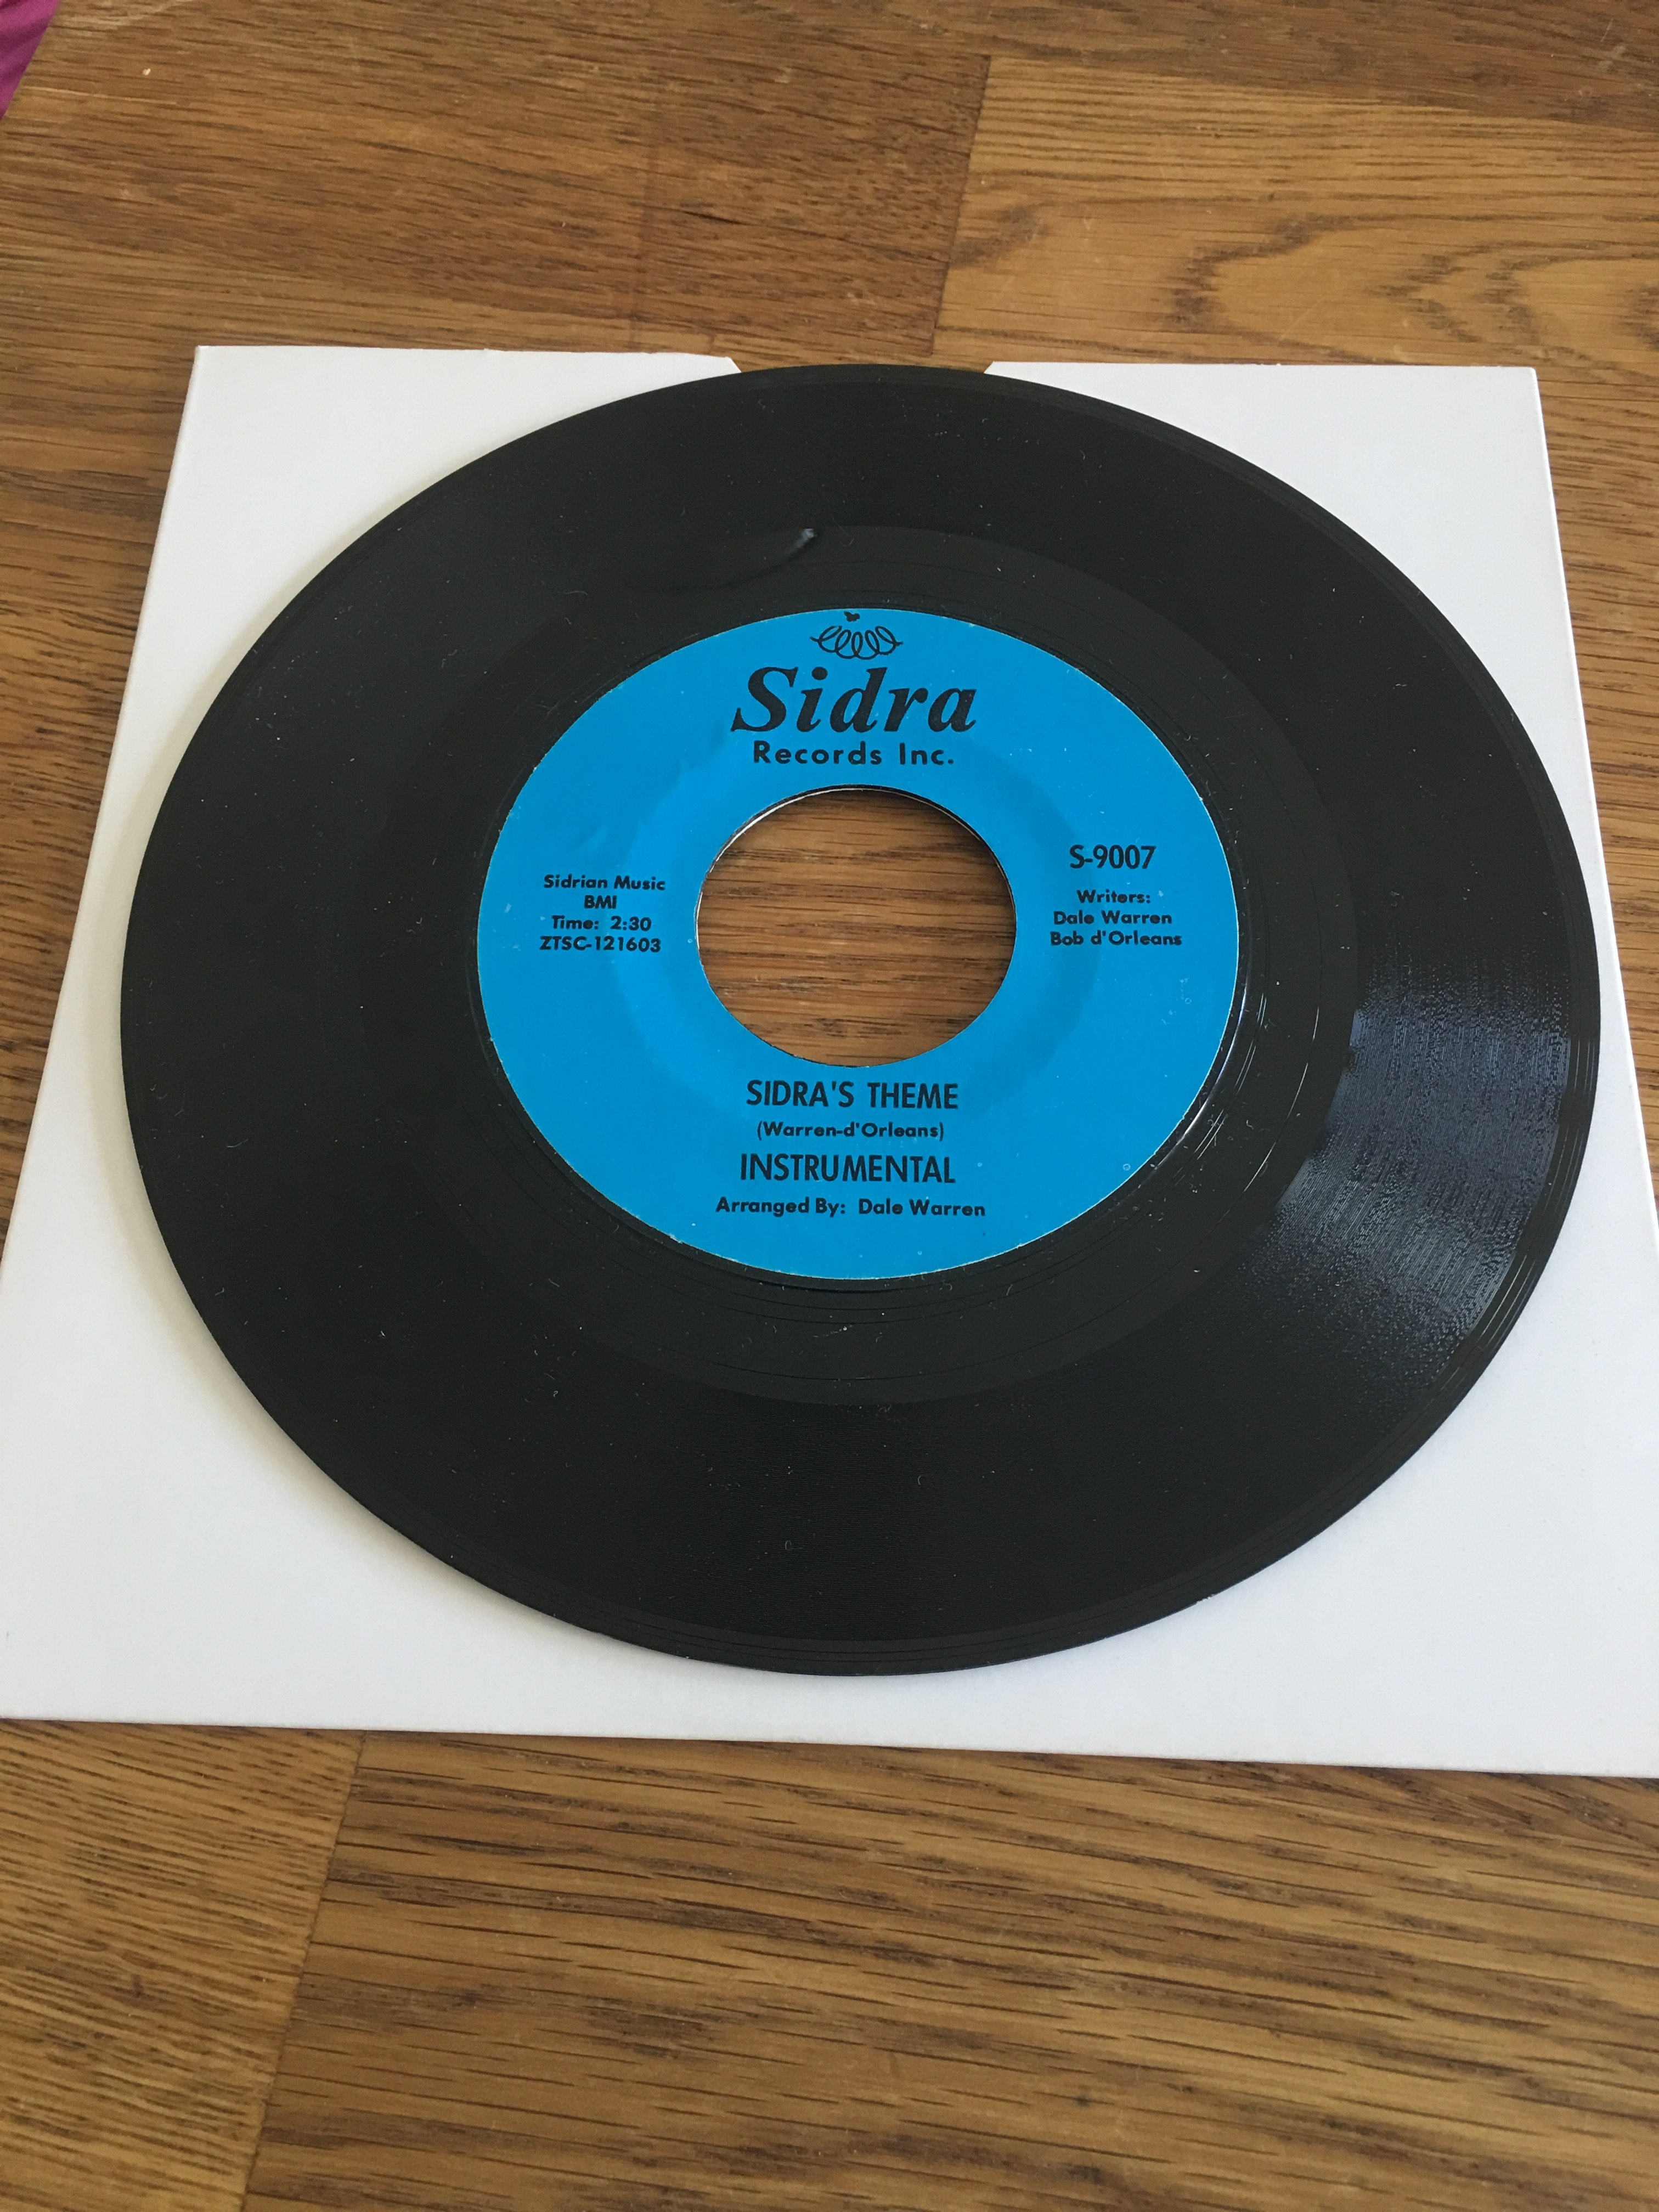 Sidra
Records Inc.
S-9007
Writers:
Dale Warren
Bob d'Orleans
Sidrian Music
BMI
Time: 2:30
ZTSC-121603
SIDRA'S THEME
(Warren-d'Orleans)
INSTRUMENTAL
Arranged By: Dale Warren